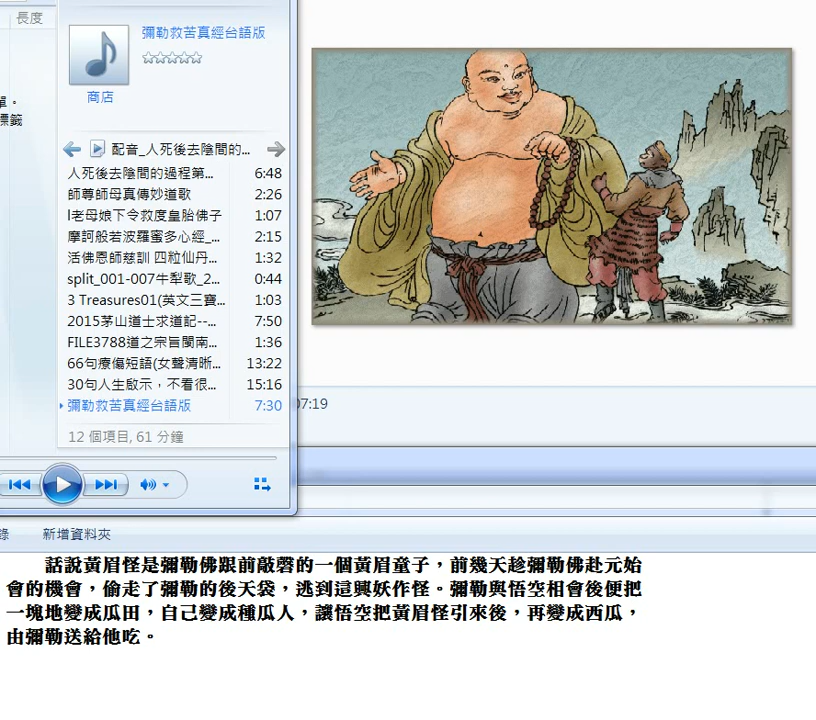 長度
單。
標籤
彌勒救苦真經台語版
商店
配音_人死後去陰間的...
人死後去陰間的過程第... 6:48
師尊師母真傳妙道歌 2:26
l老母娘下令救度皇胎佛子 1:07
摩訶般若波羅蜜多心經_... 2:15
活佛恩師慈訓 四粒仙丹... 1:32
split_001-007牛犁歌_2... 0:44
3 Treasures01(英文三寶... 1:03
2015茅山道士求道記--... 7:50
FILE3788道之宗旨閩南... 1:36
66句療傷短語(女聲清晰... 13:22
30句人生啟示，不看很... 15:16
彌勒救苦真經台語版 7:30
12 個項目, 61 分鐘
07:19
錄 新增資料夾
話說黃眉怪是彌勒佛跟前敲磬的一個黃眉童子，前幾天趁彌勒佛赴元始
會的機會，偷走了彌勒的後天袋，逃到這興妖作怪。彌勒與悟空相會後便把
一塊地變成瓜田，自己變成種瓜人，讓悟空把黃眉怪引來後，再變成西瓜，
由彌勒送給他吃。